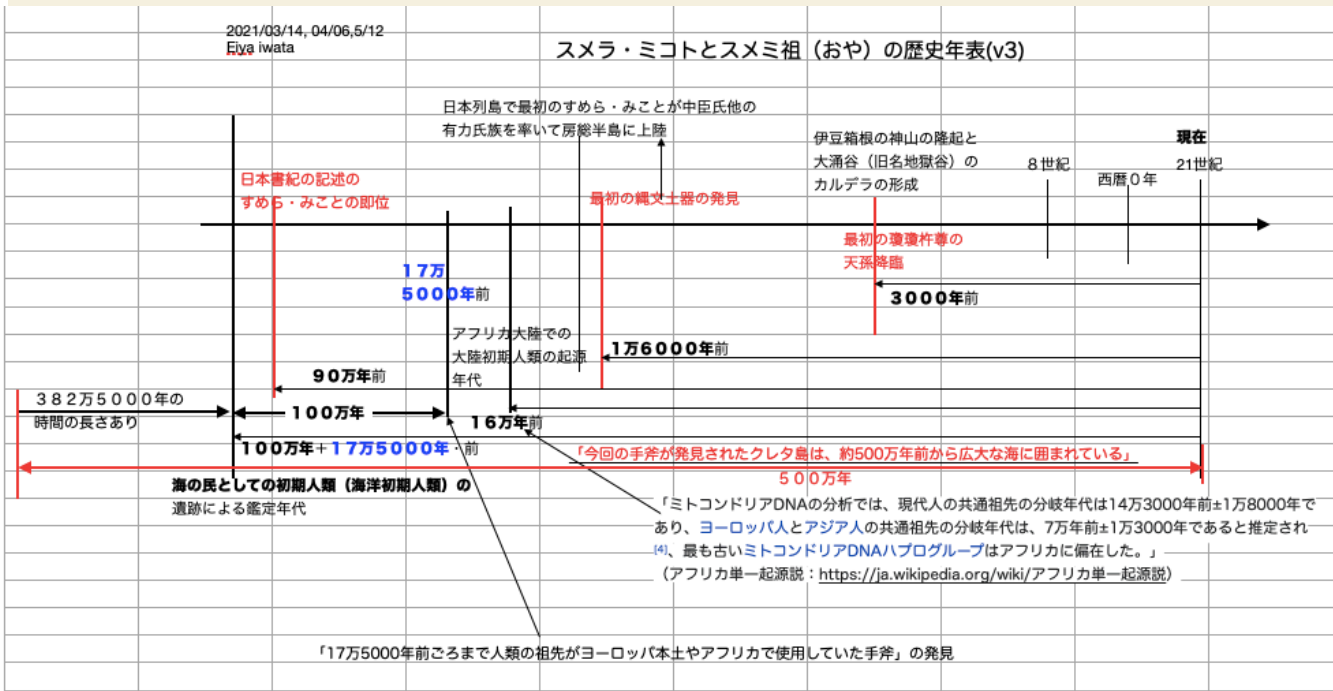 2021/03/14, 04/06,5/12
Eiya iwata
スメラ・ミコトとスメミ祖（おや）の歴史年表(v3)
日本列島で最初のすめら・みことが中臣氏他の
有力氏族を率いて房総半島に上陸
伊豆箱根の神山の隆起と
大涌谷（旧名地獄谷）の
カルデラの形成
８世紀
西暦０年
現在
21世紀
日本書紀の記述の
すめら・みことの即位
最初の縄文土器の発見
最初の瓊瓊杵尊の
天孫降臨
１７万
５０００年前
３０００年前
アフリカ大陸での
大陸初期人類の起源
年代
１万６０００年前
９０万年前
３８２万５０００年の
時間の長さあり
１００万年
１６万年前
１００万年＋１７万５０００年・前
「今回の手斧が発見されたクレタ島は、約500万年前から広大な海に囲まれている」
５００万年
海の民としての初期人類（海洋初期人類）の
遺跡による鑑定年代
「ミトコンドリアDNAの分析では、現代人の共通祖先の分岐年代は14万3000年前±1万8000年で
あり、ヨーロッパ人とアジア人の共通祖先の分岐年代は、7万年前±1万3000年であると推定され
[4]、最も古いミトコンドリアDNAハプログループはアフリカに偏在した。」
（アフリカ単一起源説：https://ja.wikipedia.org/wiki/アフリカ単一起源説）
「17万5000年前ごろまで人類の祖先がヨーロッパ本土やアフリカで使用していた手斧」の発見